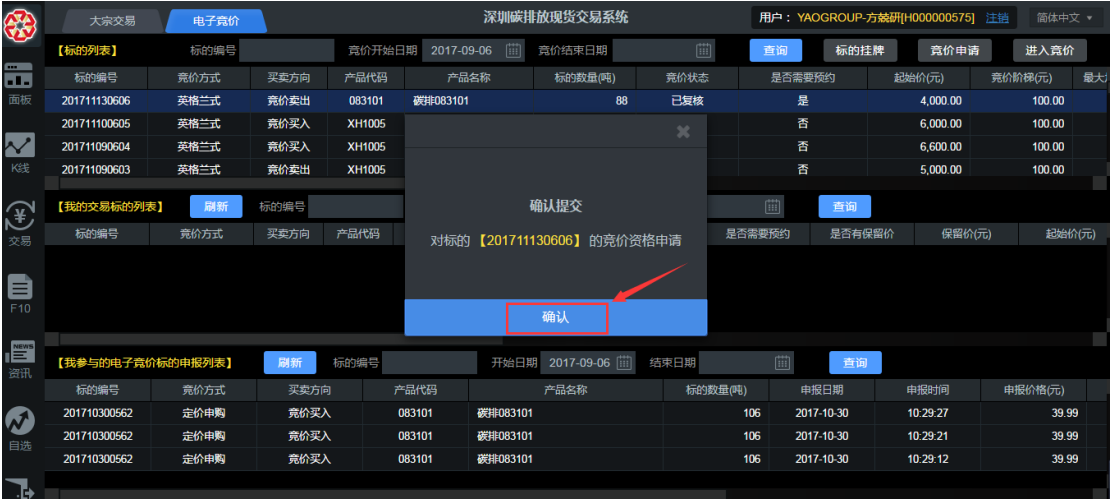 大宗交易 电子竞价 深圳碳排放现货交易系统 用户： YAOGROUP-方兢研[H000000575] 注销 简体中文
【标的列表】 标的编号 竞价开始日期 2017-09-06 竞价结束日期 查询 标的挂牌 竞价申请 进入竞价
标的编号 竞价方式 买卖方向 产品代码 产品名称 标的数量(吨) 竞价状态 是否需要预约 起始价(元) 竞价阶梯(元) 最大
面板
201711130606 英格兰式 竞价卖出 083101 碳排083101 88 已复核 是 4,000.00 100.00
201711100605 英格兰式 竞价买入 XH1005 否 6,000.00 100.00
201711090604 英格兰式 竞价买入 XH1005 否 6,600.00 100.00
K线
201711090603 英格兰式 竞价卖出 XH1005 否 5,000.00 100.00
确认提交
对标的 【201711130606】 的竞价资格申请
确认
【我的交易标的列表】 刷新 标的编号 查询
标的编号 竞价方式 买卖方向 产品代码 是否需要预约 是否有保留价 保留价(元) 起始价(元)
交易
F10
NEWS
资讯
【我参与的电子竞价标的申报列表】 刷新 标的编号 开始日期 2017-09-06 结束日期 查询
标的编号 竞价方式 买卖方向 产品代码 产品名称 标的数量(吨) 申报日期 申报时间 申报价格(元)
201710300562 定价申购 竞价买入 083101 碳排083101 106 2017-10-30 10:29:27 39.99
201710300562 定价申购 竞价买入 083101 碳排083101 106 2017-10-30 10:29:21 39.99
自选
201710300562 定价申购 竞价买入 083101 碳排083101 106 2017-10-30 10:29:12 39.99